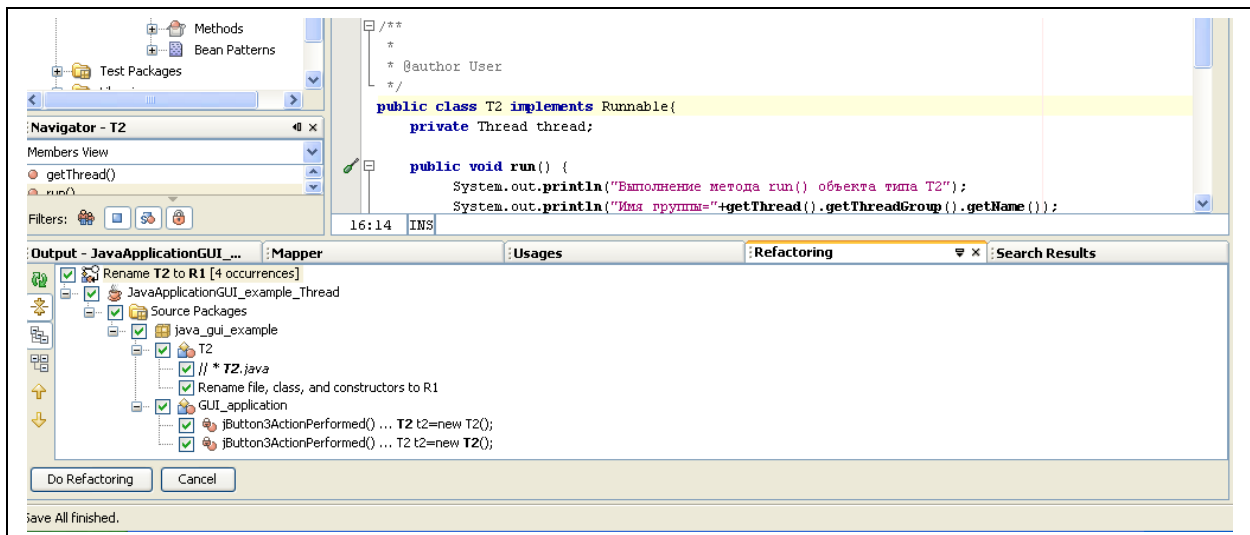 Methods
Bean Patterns
Test Packages
Navigator - T2
Members View
getThread()
run()
Filters:
/**
*
* @author User
*/
public class T2 implements Runnable{
private Thread thread;
public void run() {
System.out.println("Выполнение метода run() объекта типа T2");
System.out.println("Имя группы="+getThread().getThreadGroup().getName());
16:14 INS
Output - JavaApplicationGUI_... Mapper Usages Refactoring Search Results
Rename T2 to R1 [4 occurrences]
JavaApplicationGUI_example_Thread
Source Packages
java_gui_example
T2
// * T2.java
Rename file, class, and constructors to R1
GUI_application
jButton3ActionPerformed() ... T2 t2=new T2();
jButton3ActionPerformed() ... T2 t2=new T2();
Do Refactoring Cancel
Save All finished.